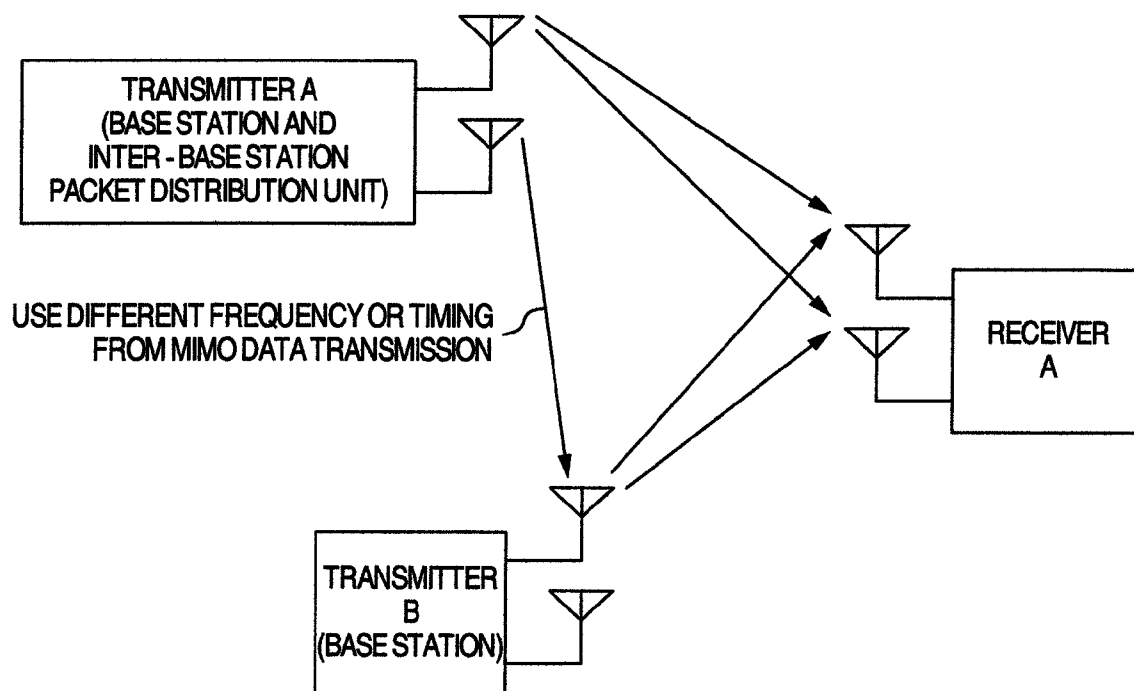 TRANSMITTER A
(BASE STATION AND
INTER - BASE STATION
PACKET DISTRIBUTION UNIT)
USE DIFFERENT FREQUENCY OR TIMING
FROM MIMO DATA TRANSMISSION
RECEIVER
A
TRANSMITTER
B
(BASE STATION)